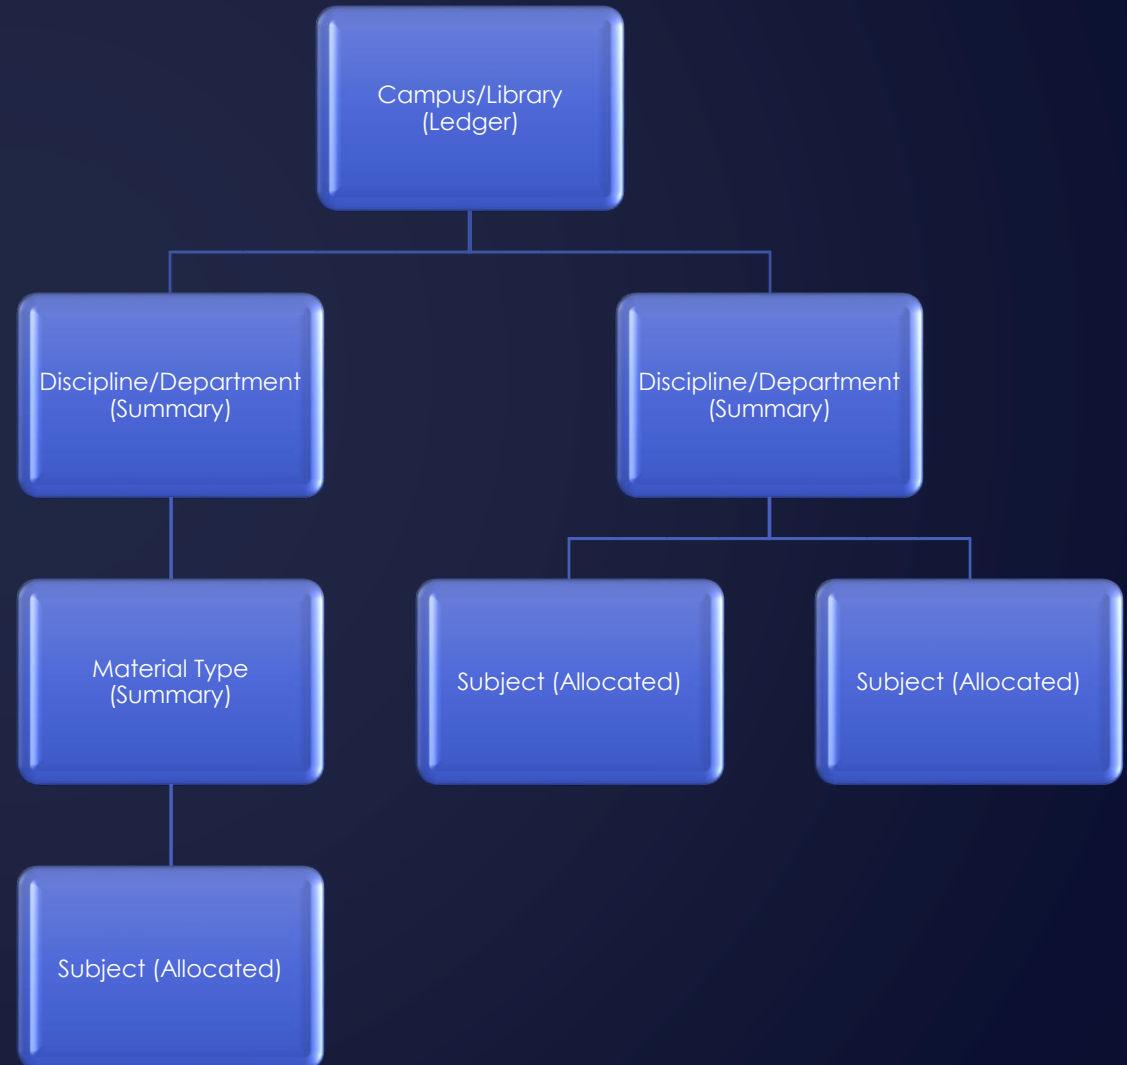 Campus/Library
(Ledger)
Discipline/Department
(Summary)
Discipline/Department
(Summary)
Material Type
(Summary)
Subject (Allocated)
Subject (Allocated)
Subject (Allocated)